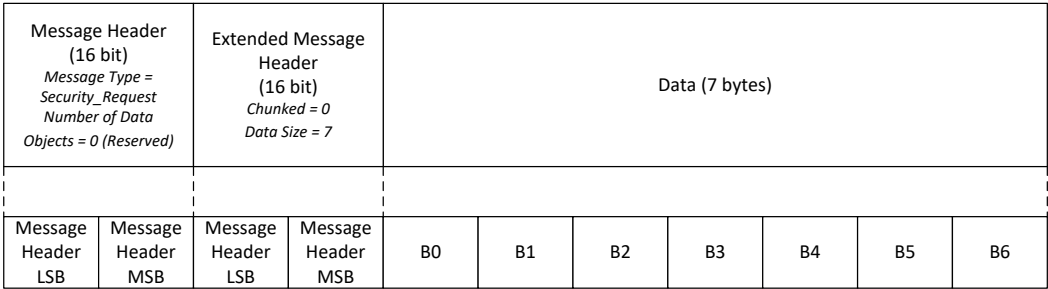 Message Header
(16 bit)
Message Type =
Security_Request
Number of Data
Objects = 0 (Reserved)
Extended Message
Header
(16 bit)
Chunked = 0
Data Size = 7
Data (7 bytes)
Message
Header
LSB
Message
Header
MSB
Message
Header
LSB
Message
Header
MSB
B0
B1
B2
B3
B4
B5
B6